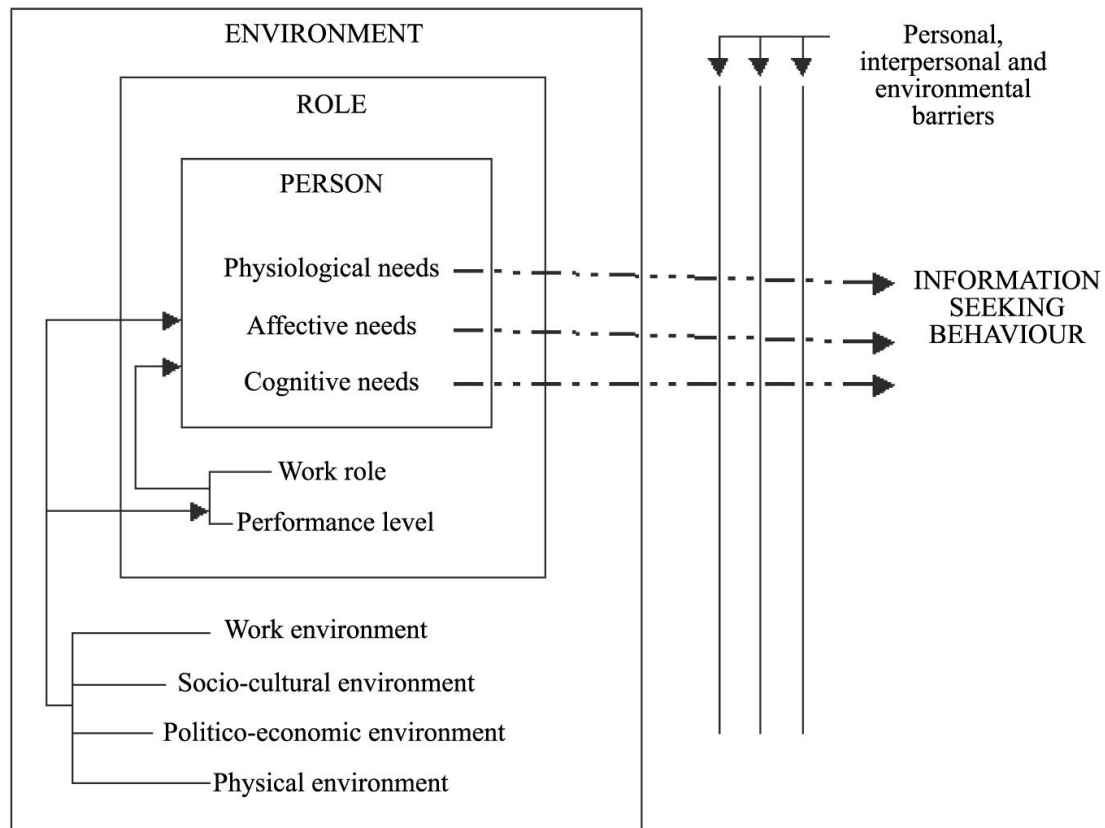 ENVIRONMENT
ROLE
PERSON
Physiological needs
Affective needs
Cognitive needs
Work role
Performance level
Work environment
Socio-cultural environment
Politico-economic environment
Physical environment
Personal,
interpersonal and
environmental
barriers
INFORMATION
SEEKING
BEHAVIOUR